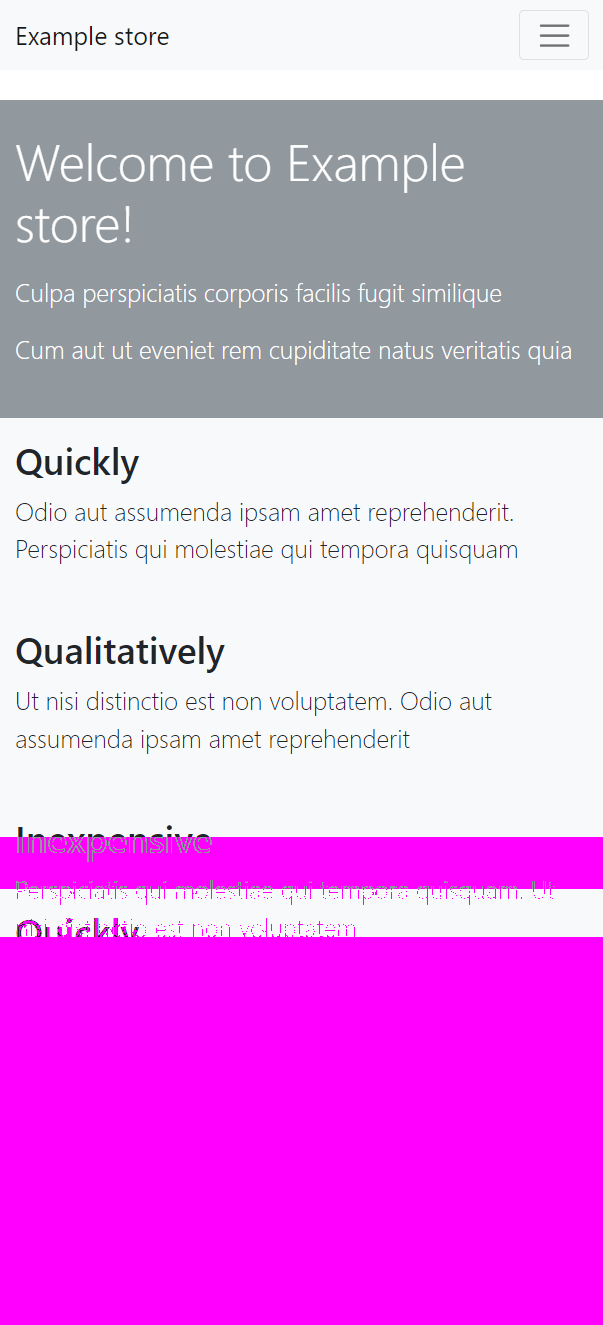 Example store
Welcome to Example
store!
Culpa perspiciatis corporis facilis fugit similique
Cum aut ut eveniet rem cupiditate natus veritatis quia
Quickly
Odio aut assumenda ipsam amet reprehenderit.
Perspiciatis qui molestiae qui tempora quisquam
Qualitatively
Ut nisi distinctio est non voluptatem. Odio aut
assumenda ipsam amet reprehenderit
Inexpensive
Perspiciatis qui molestiae qui tempora quisquam. Ut
est non voluptatem
Quickly